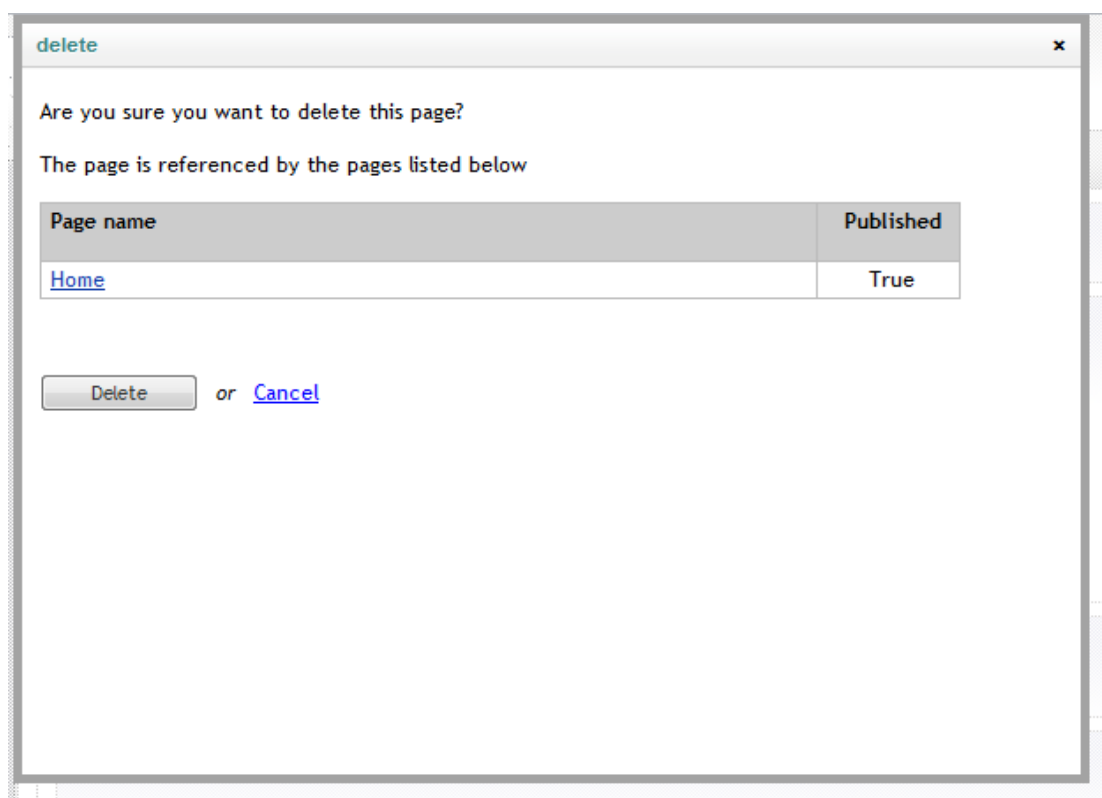 delete ×
Are you sure you want to delete this page?
The page is referenced by the pages listed below
Page name Published
Home True
Delete or Cancel